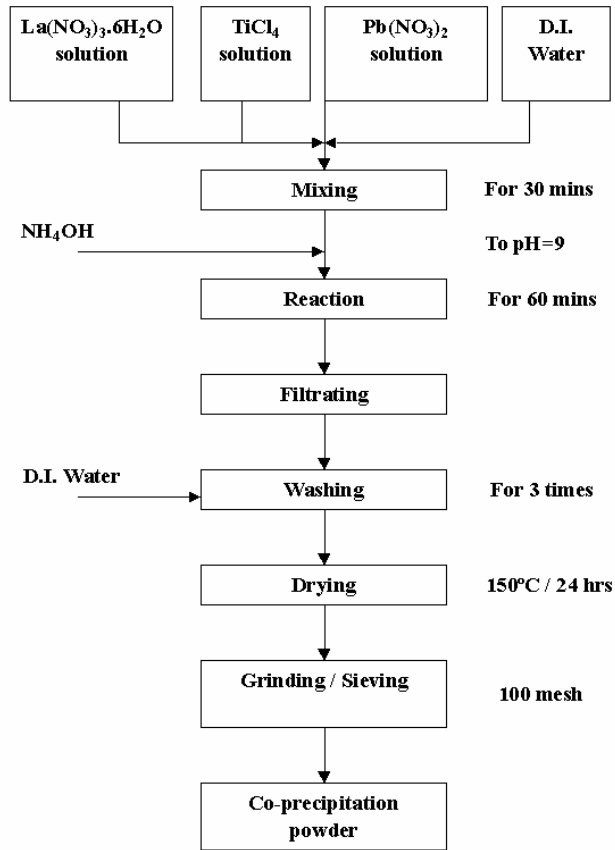 La(NO₃)₃.6H₂O
solution
TiCl₄
solution
Pb(NO₃)₂
solution
D.I.
Water
Mixing
For 30 mins
NH₄OH
To pH=9
Reaction
For 60 mins
Filtrating
D.I. Water
Washing
For 3 times
Drying
150ºC / 24 hrs
Grinding / Sieving
100 mesh
Co-precipitation
powder